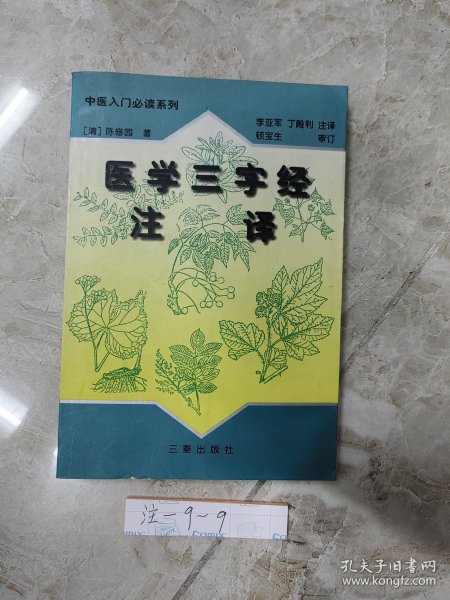 中医入门必读系列
[清] 陈修园 著
李亚军 丁殿利 注译
顿宝生 审订
医学三字经
注译
三秦出版社
注-9~9
COMIX
孔夫子旧书网
www.kongfz.com